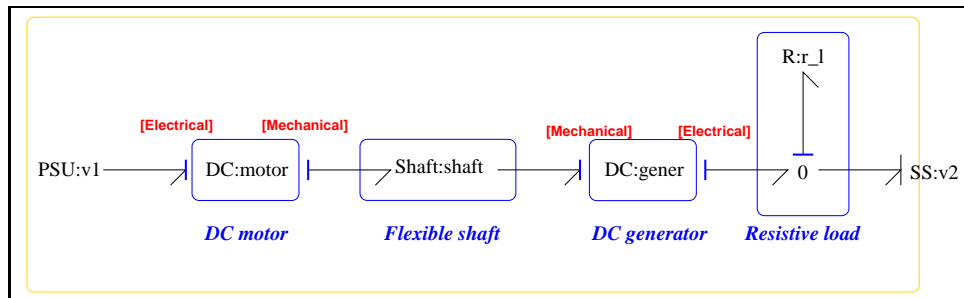 R:r_l
[Electrical] [Mechanical] [Mechanical] [Electrical]
PSU:v1 DC:motor Shaft:shaft DC:gener 0 SS:v2
DC motor Flexible shaft DC generator Resistive load